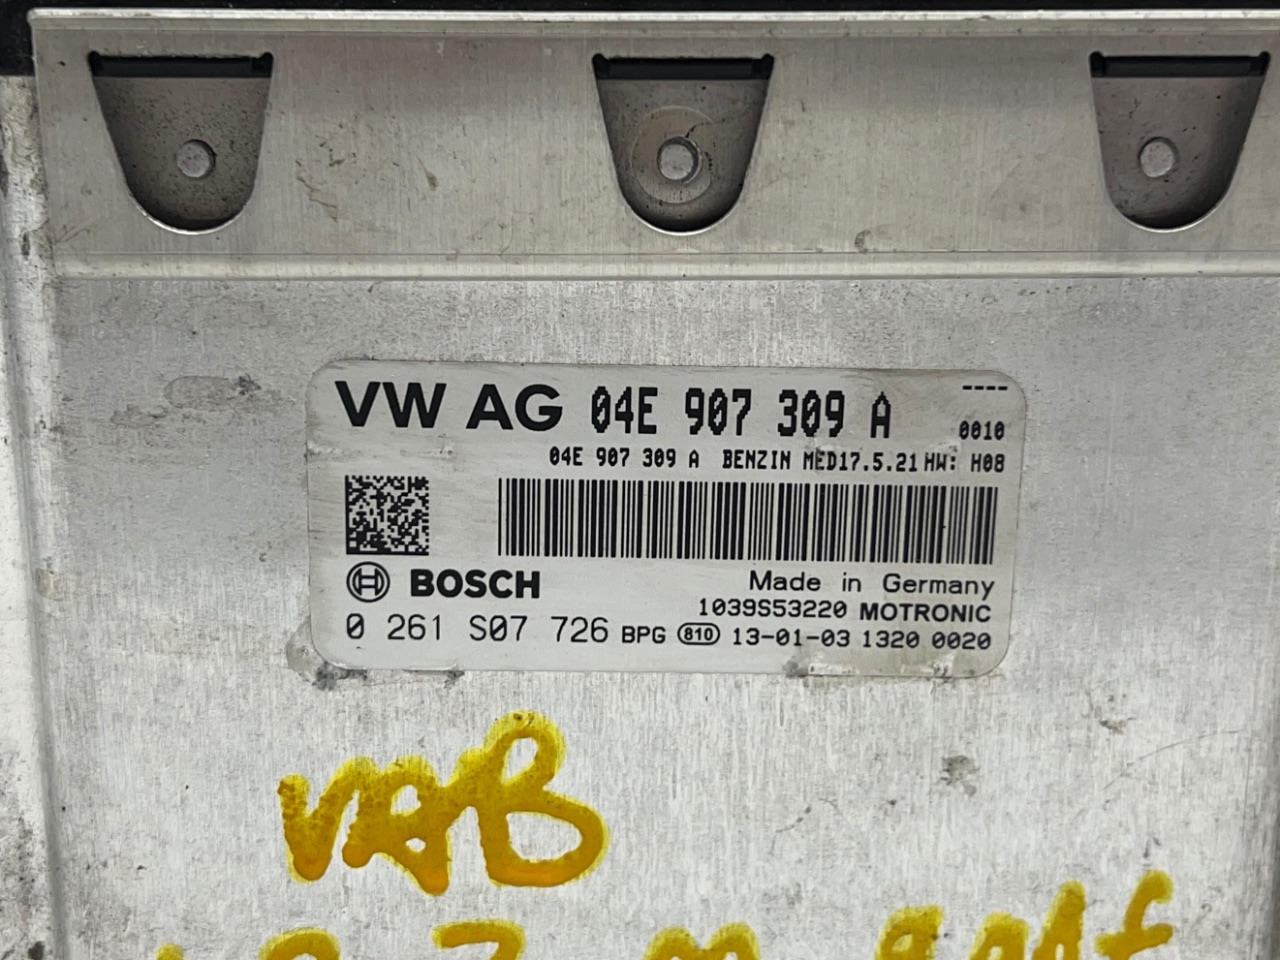 VW AG 04E 907 309 A ----
0010
04E 907 309 A BENZIN MED17.5.21 HW: H08
BOSCH Made in Germany
1039S53220 MOTRONIC
0 261 S07 726 BPG 810 13-01-03 1320 0020